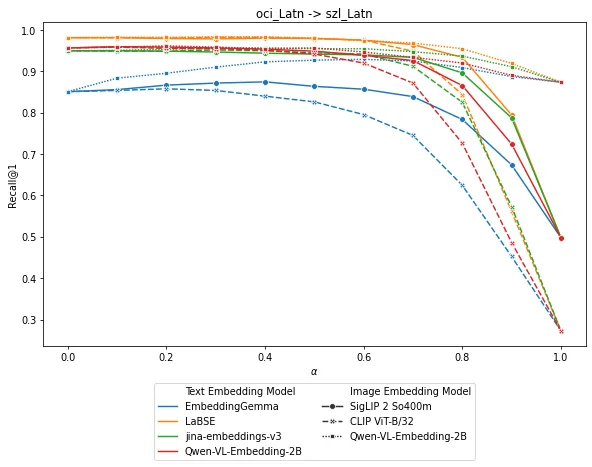 oci_Latn -> szl_Latn
Recall@1
1.0
0.9
0.8
0.7
0.6
0.5
0.4
0.3
0.0 0.2 0.4 0.6 0.8 1.0
α
Text Embedding Model
EmbeddingGemma
LaBSE
jina-embeddings-v3
Qwen-VL-Embedding-2B
Image Embedding Model
SigLIP 2 So400m
CLIP ViT-B/32
Qwen-VL-Embedding-2B